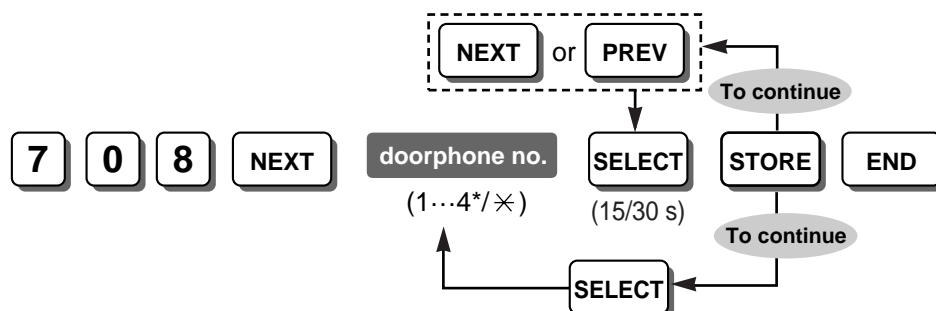 NEXT or PREV
To continue
7 0 8 NEXT doorphone no. SELECT STORE END
(1···4*/✳) (15/30 s)
To continue
SELECT